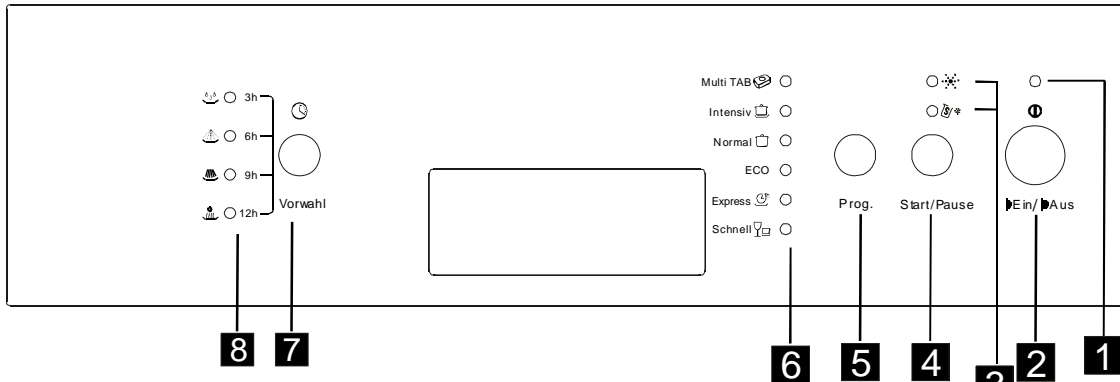 3h
6h
9h
12h
Vorwahl
Multi TAB
Intensiv
Normal
ECO
Express
Schnell
Prog.
Start/Pause
Ein/ Aus
8
7
6
5
4
2
1